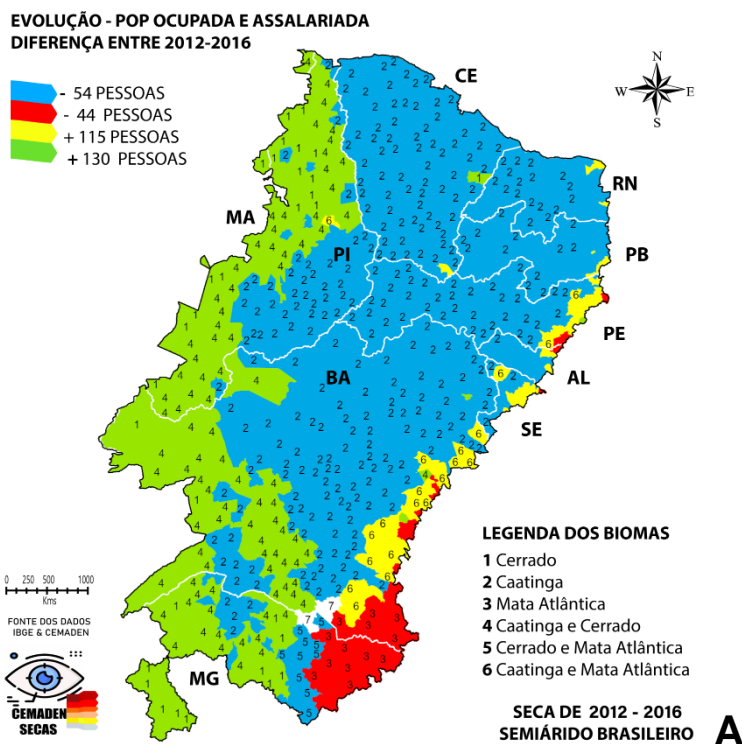 EVOLUÇÃO - POP OCUPADA E ASSALARIADA
DIFERENÇA ENTRE 2012-2016
- 54 PESSOAS
- 44 PESSOAS
+ 115 PESSOAS
+ 130 PESSOAS
N
W E
S
CE
RN
MA
PI
PB
PE
BA
AL
SE
MG
LEGENDA DOS BIOMAS
1 Cerrado
2 Caatinga
3 Mata Atlântica
4 Caatinga e Cerrado
5 Cerrado e Mata Atlântica
6 Caatinga e Mata Atlântica
0 250 500 1000
Kms
FONTE DOS DADOS
IBGE & CEMADEN
CEMADEN
SECAS
SECA DE 2012 - 2016
SEMIÁRIDO BRASILEIRO
A